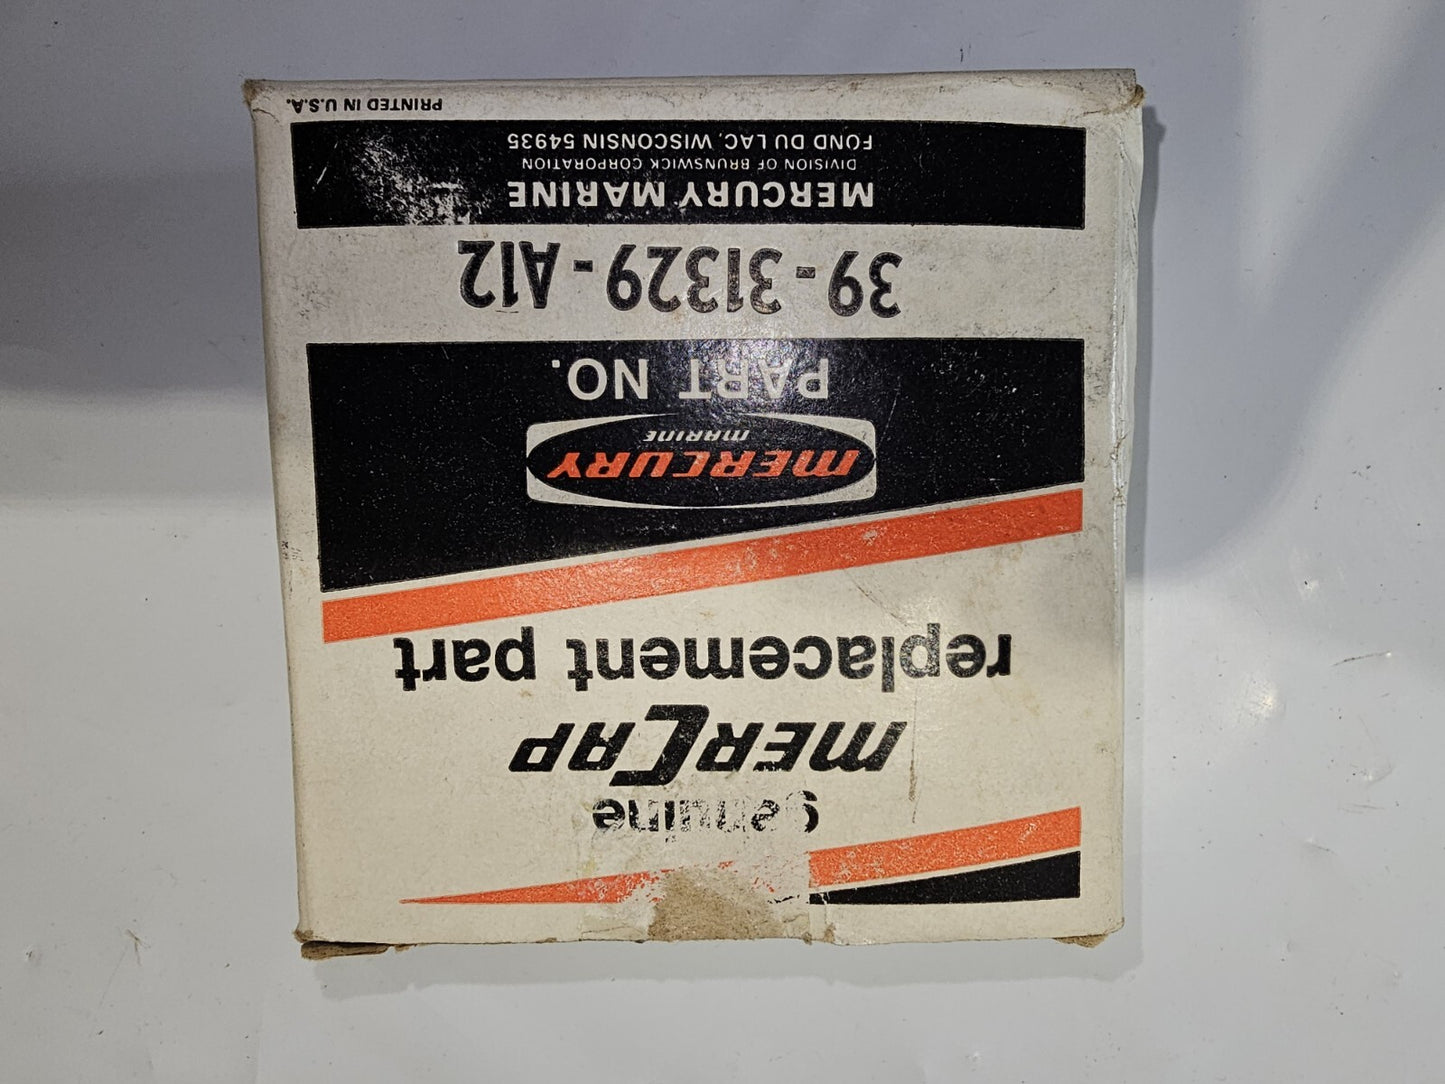 genuine
merCap
replacement part
MERCURY
MARINE
PART NO.
39-31329-A12
MERCURY MARINE
DIVISION OF BRUNSWICK CORPORATION
FOND DU LAC, WISCONSIN 54935
PRINTED IN U.S.A.